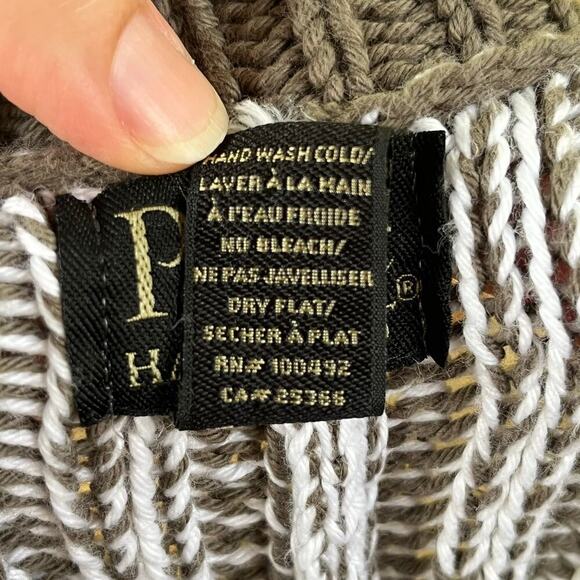 HAND WASH COLD/
LAVER À LA MAIN
À L'EAU FROIDE
NO BLEACH/
NE PAS JAVELLISER
DRY FLAT/
SECHER À PLAT
RN# 100492
CA# 25366
P
®
H